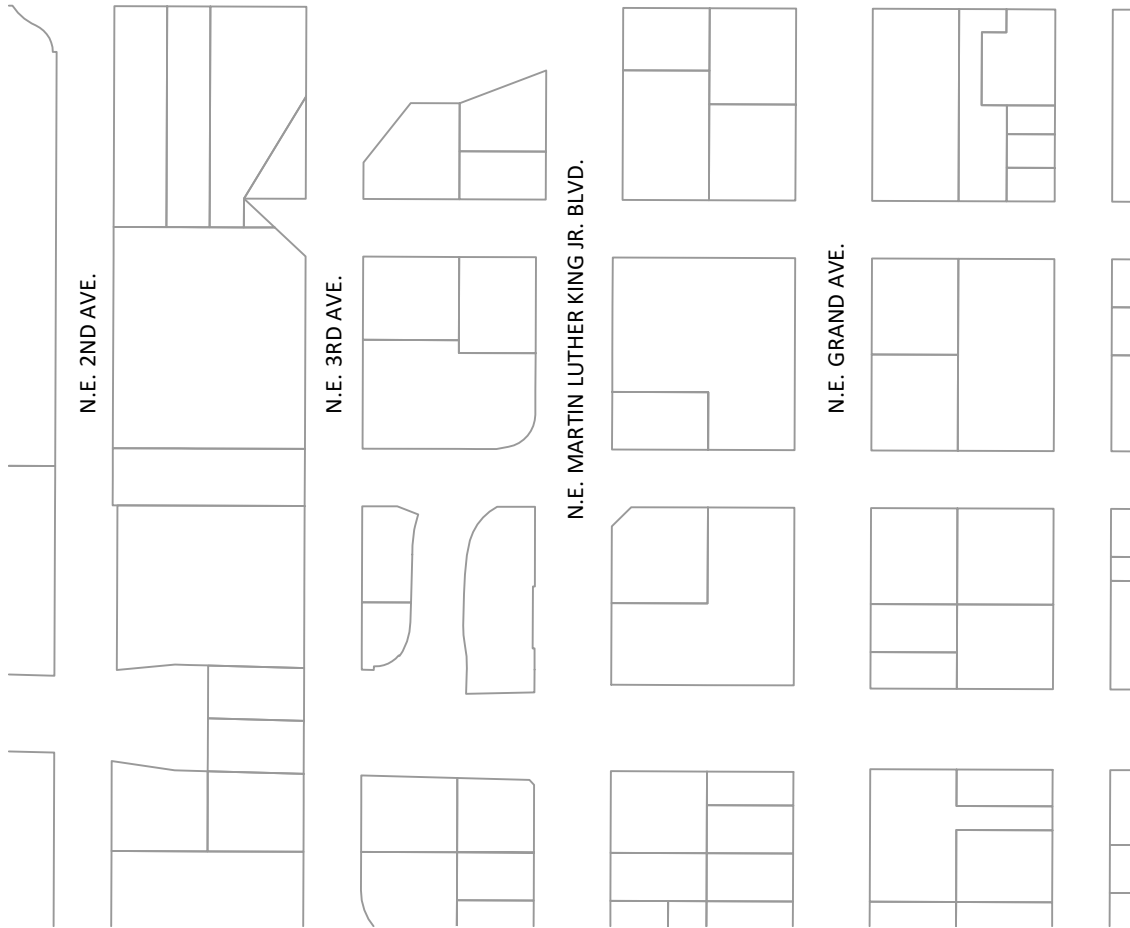 N.E. 2ND AVE.
N.E. 3RD AVE.
N.E. MARTIN LUTHER KING JR. BLVD.
N.E. GRAND AVE.